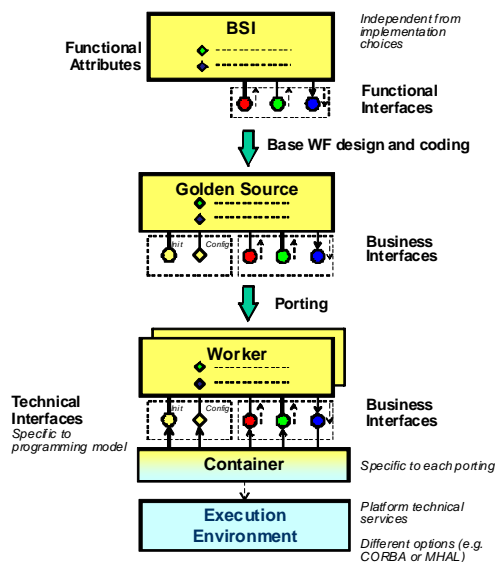 BSI
Independent from
implementation
choices
Functional
Attributes
Functional
Interfaces
Base WF design and coding
Golden Source
Init
Config
Business
Interfaces
Porting
Worker
Technical
Interfaces
Specific to
programming model
Init
Config
Business
Interfaces
Container
Specific to each porting
Execution
Environment
Platform technical
services
Different options (e.g.
CORBA or MHAL)